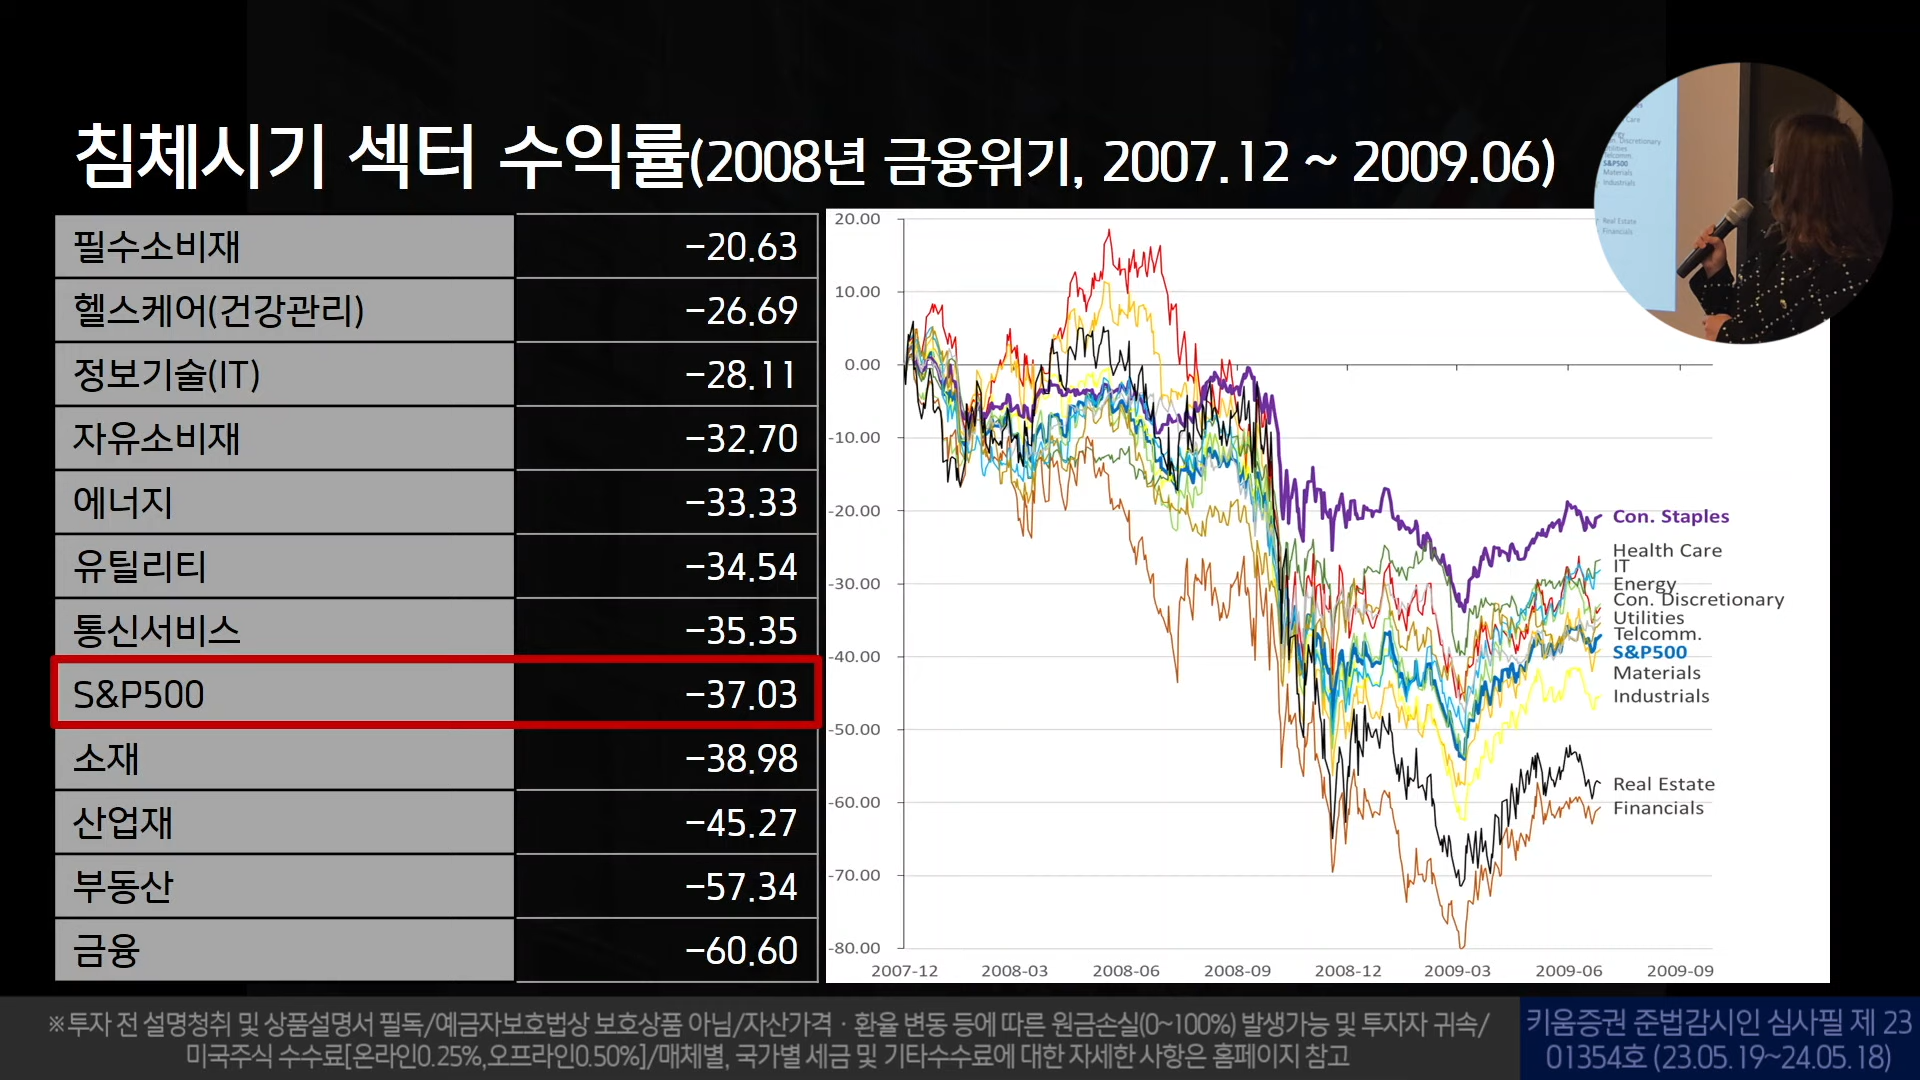 침체시기 섹터 수익률(2008년 금융위기, 2007.12 ~ 2009.06)
필수소비재 -20.63
헬스케어(건강관리) -26.69
정보기술(IT) -28.11
자유소비재 -32.70
에너지 -33.33
유틸리티 -34.54
통신서비스 -35.35
S&P500 -37.03
소재 -38.98
산업재 -45.27
부동산 -57.34
금융 -60.60
20.00
10.00
0.00
-10.00
-20.00
-30.00
-40.00
-50.00
-60.00
-70.00
-80.00
2007-12 2008-03 2008-06 2008-09 2008-12 2009-03 2009-06 2009-09
Con. Staples
Health Care
IT
Energy
Con. Discretionary
Utilities
Telcomm.
S&P500
Materials
Industrials
Real Estate
Financials
Care
Discretionary
Telcomm.
S&P500
Materials
Industrials
Real Estate
Financials
※투자 전 설명청취 및 상품설명서 필독/예금자보호법상 보호상품 아님/자산가격 · 환율 변동 등에 따른 원금손실(0~100%) 발생가능 및 투자자 귀속/
미국주식 수수료[온라인0.25%,오프라인0.50%]/매체별, 국가별 세금 및 기타수수료에 대한 자세한 사항은 홈페이지 참고
키움증권 준법감시인 심사필 제 23
01354호 (23.05.19~24.05.18)